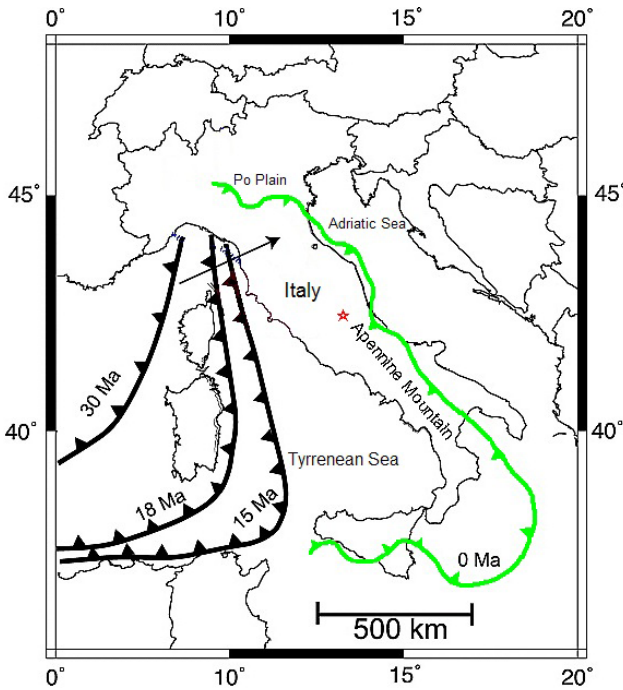 0° 10° 15° 20°
45° 45°
Po Plain
Adriatic Sea
Italy
Apennine Mountain
30 Ma
40° 40°
Tyrrenean Sea
18 Ma
15 Ma
0 Ma
500 km
0° 10° 15° 20°